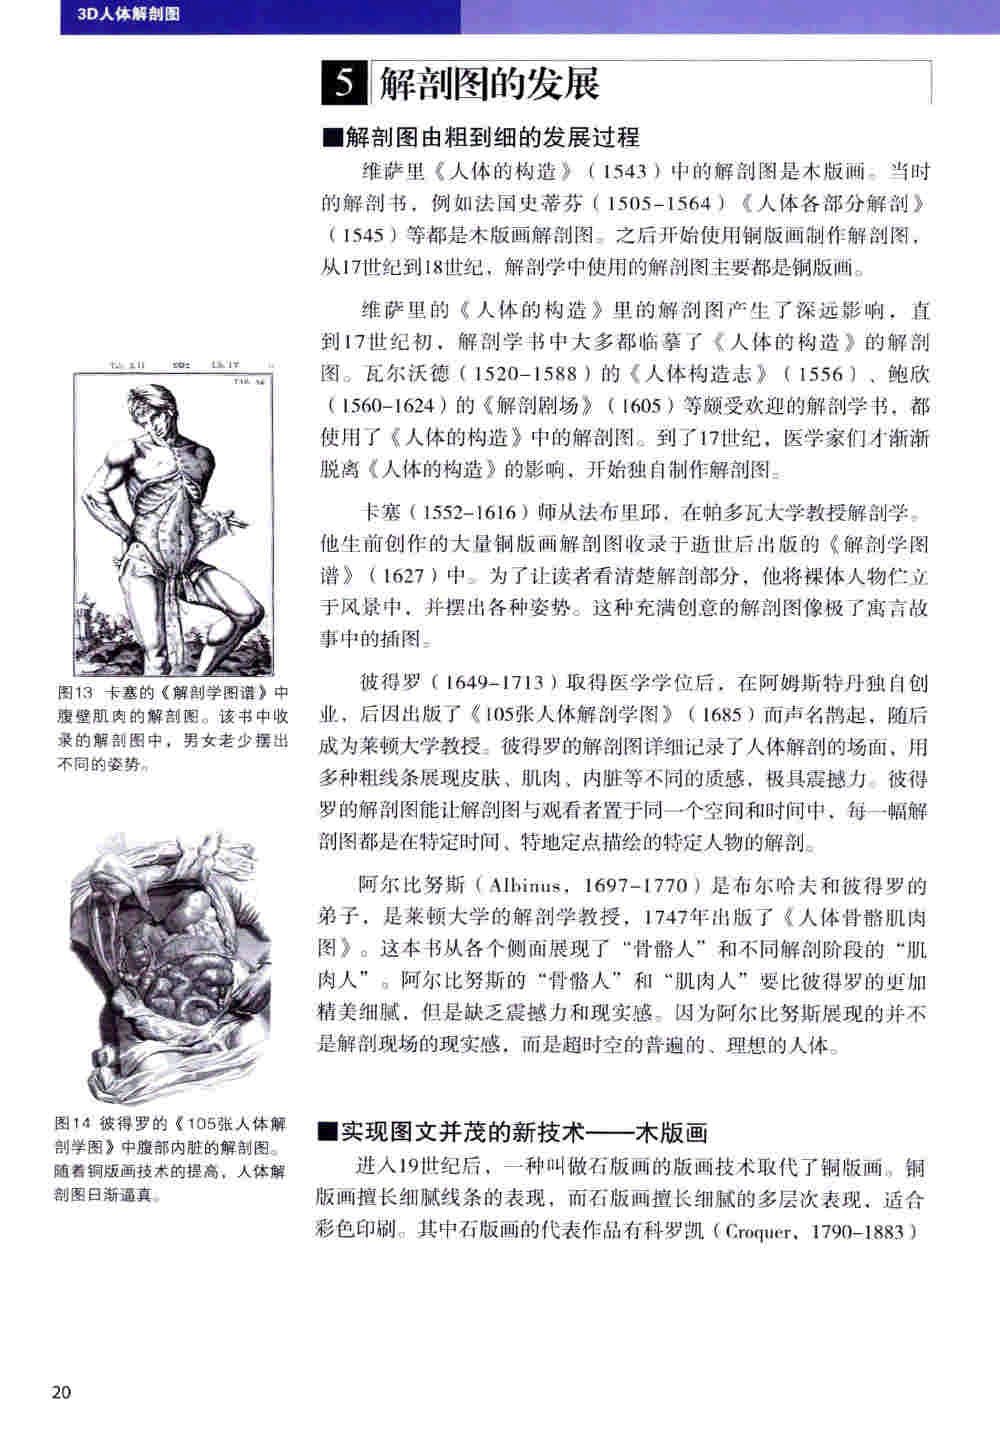 3D人体解剖图
5 解剖图的发展
■解剖图由粗到细的发展过程
维萨里《人体的构造》（1543）中的解剖图是木版画。当时
的解剖书，例如法国史蒂芬（1505-1564）《人体各部分解剖》
（1545）等都是木版画解剖图。之后开始使用铜版画制作解剖图，
从17世纪到18世纪，解剖学中使用的解剖图主要都是铜版画。
维萨里的《人体的构造》里的解剖图产生了深远影响，直
到17世纪初，解剖学书中大多都临摹了《人体的构造》的解剖
图。瓦尔沃德（1520-1588）的《人体构造志》（1556）、鲍欣
（1560-1624）的《解剖剧场》（1605）等颇受欢迎的解剖学书，都
使用了《人体的构造》中的解剖图。到了17世纪，医学家们才渐渐
脱离《人体的构造》的影响，开始独自制作解剖图。
卡塞（1552-1616）师从法布里邱，在帕多瓦大学教授解剖学。
他生前创作的大量铜版画解剖图收录于逝世后出版的《解剖学图
谱》（1627）中。为了让读者看清楚解剖部分，他将裸体人物伫立
于风景中，并摆出各种姿势。这种充满创意的解剖图像极了寓言故
事中的插图。
彼得罗（1649-1713）取得医学学位后，在阿姆斯特丹独自创
业，后因出版了《105张人体解剖学图》（1685）而声名鹊起，随后
成为莱顿大学教授。彼得罗的解剖图详细记录了人体解剖的场面，用
多种粗线条展现皮肤、肌肉、内脏等不同的质感，极具震撼力。彼得
罗的解剖图能让解剖图与观看者置于同一个空间和时间中，每一幅解
剖图都是在特定时间、特地定点描绘的特定人物的解剖。
阿尔比努斯（Albinus，1697-1770）是布尔哈夫和彼得罗的
弟子，是莱顿大学的解剖学教授，1747年出版了《人体骨骼肌肉
图》。这本书从各个侧面展现了“骨骼人”和不同解剖阶段的“肌
肉人”。阿尔比努斯的“骨骼人”和“肌肉人”要比彼得罗的更加
精美细腻，但是缺乏震撼力和现实感。因为阿尔比努斯展现的并不
是解剖现场的现实感，而是超时空的普遍的、理想的人体。
■实现图文并茂的新技术——木版画
进入19世纪后，一种叫做石版画的版画技术取代了铜版画。铜
版画擅长细腻线条的表现，而石版画擅长细腻的多层次表现，适合
彩色印刷。其中石版画的代表作品有科罗凯（Croquer，1790-1883）
图13 卡塞的《解剖学图谱》中
腹壁肌肉的解剖图。该书中收
录的解剖图中，男女老少摆出
不同的姿势。
图14 彼得罗的《105张人体解
剖学图》中腹部内脏的解剖图。
随着铜版画技术的提高，人体解
剖图日渐逼真。
20